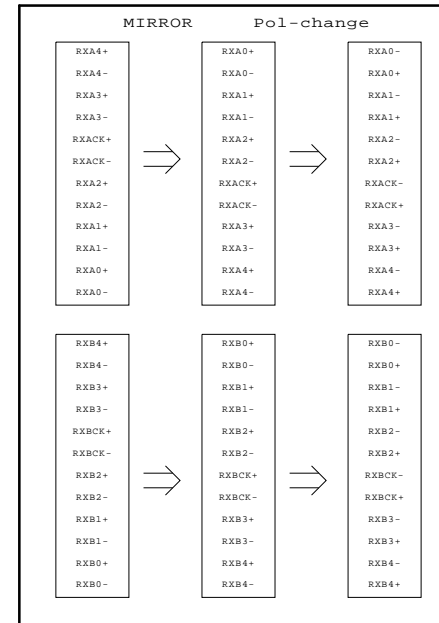 MIRROR Pol-change
RXA4+ RXA0+ RXA0-
RXA4- RXA0- RXA0+
RXA3+ RXA1+ RXA1-
RXA3- RXA1- RXA1+
RXACK+ RXA2+ RXA2-
RXACK- RXA2- RXA2+
RXA2+ RXACK+ RXACK-
RXA2- RXACK- RXACK+
RXA1+ RXA3+ RXA3-
RXA1- RXA3- RXA3+
RXA0+ RXA4+ RXA4-
RXA0- RXA4- RXA4+
RXB4+ RXB0+ RXB0-
RXB4- RXB0- RXB0+
RXB3+ RXB1+ RXB1-
RXB3- RXB1- RXB1+
RXBCK+ RXB2+ RXB2-
RXBCK- RXB2- RXB2+
RXB2+ RXBCK+ RXBCK-
RXB2- RXBCK- RXBCK+
RXB1+ RXB3+ RXB3-
RXB1- RXB3- RXB3+
RXB0+ RXB4+ RXB4-
RXB0- RXB4- RXB4+